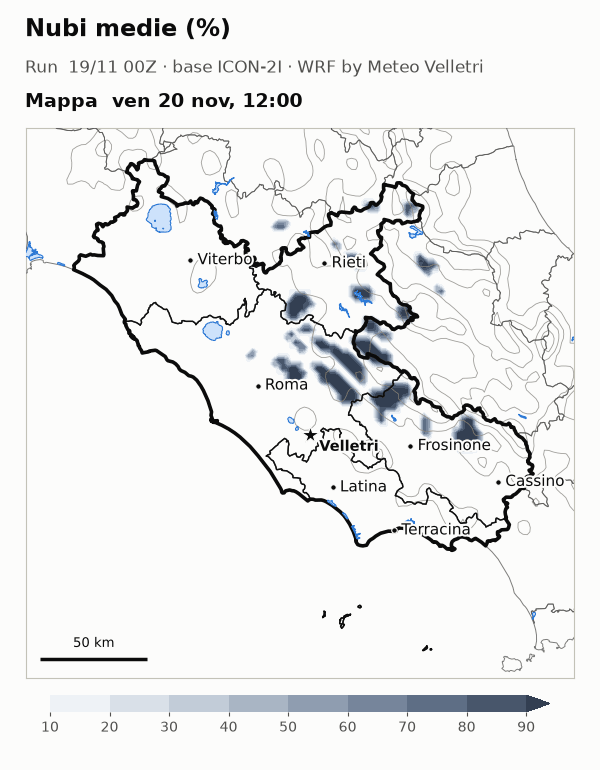 Nubi medie (%)
Run  19/11 00Z · base ICON-2I · WRF by Meteo Velletri
Mappa  ven 20 nov, 12:00
Viterbo
Rieti
Roma
Velletri
Frosinone
Latina
Cassino
Terracina
50 km
10 20 30 40 50 60 70 80 90